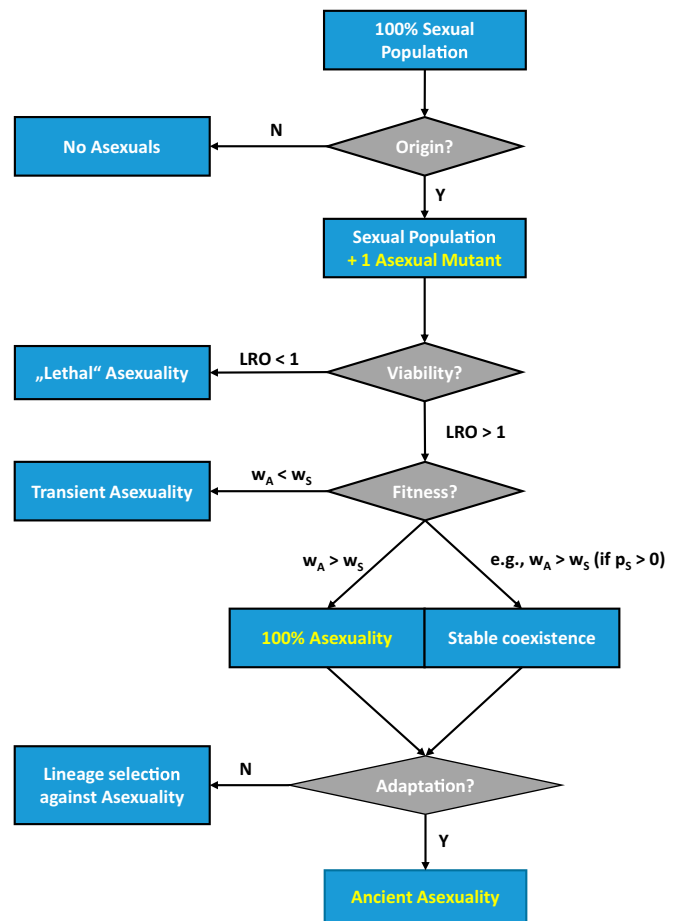 100% Sexual
Population
N
No Asexuals
Origin?
Y
Sexual Population
+ 1 Asexual Mutant
LRO < 1
„Lethal“ Asexuality
Viability?
LRO > 1
wA < wS
Transient Asexuality
Fitness?
wA > wS
e.g., wA > wS (if pS > 0)
100% Asexuality
Stable coexistence
N
Lineage selection
against Asexuality
Adaptation?
Y
Ancient Asexuality